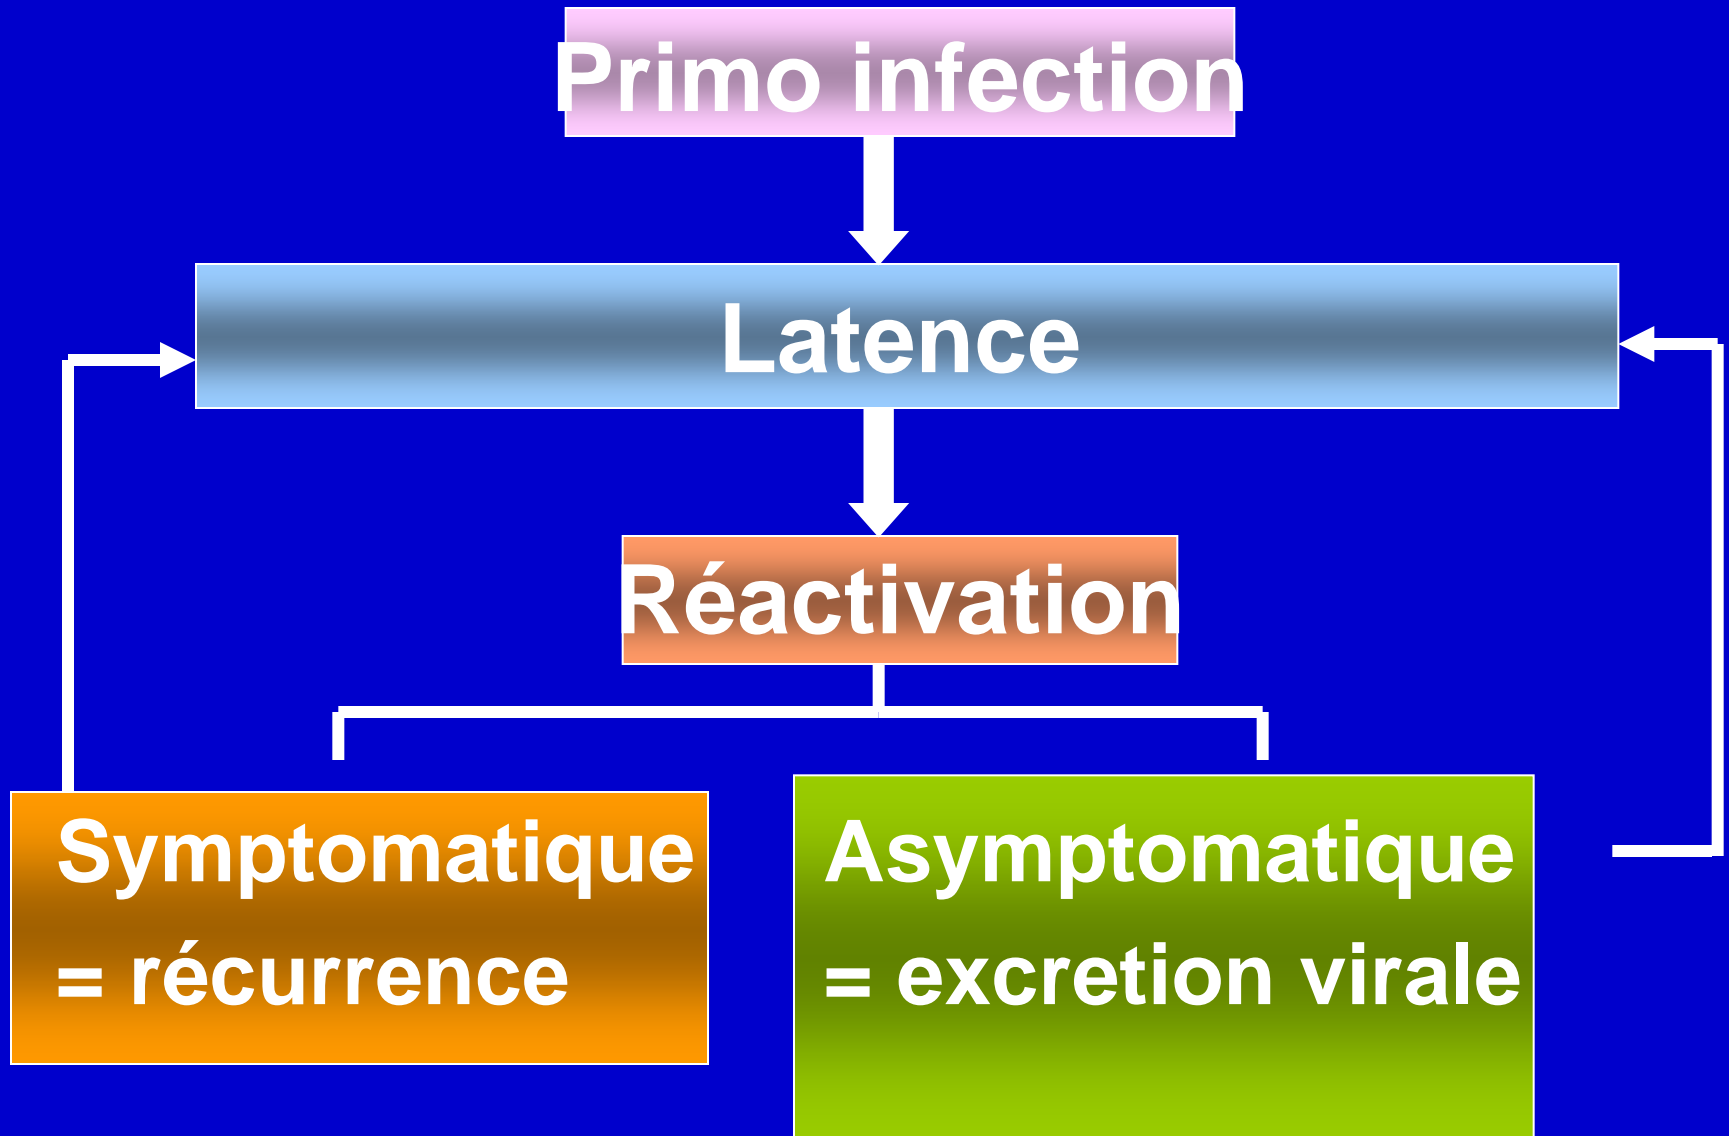 Primo infection
Latence
Réactivation
Symptomatique
= récurrence
Asymptomatique
= excretion virale